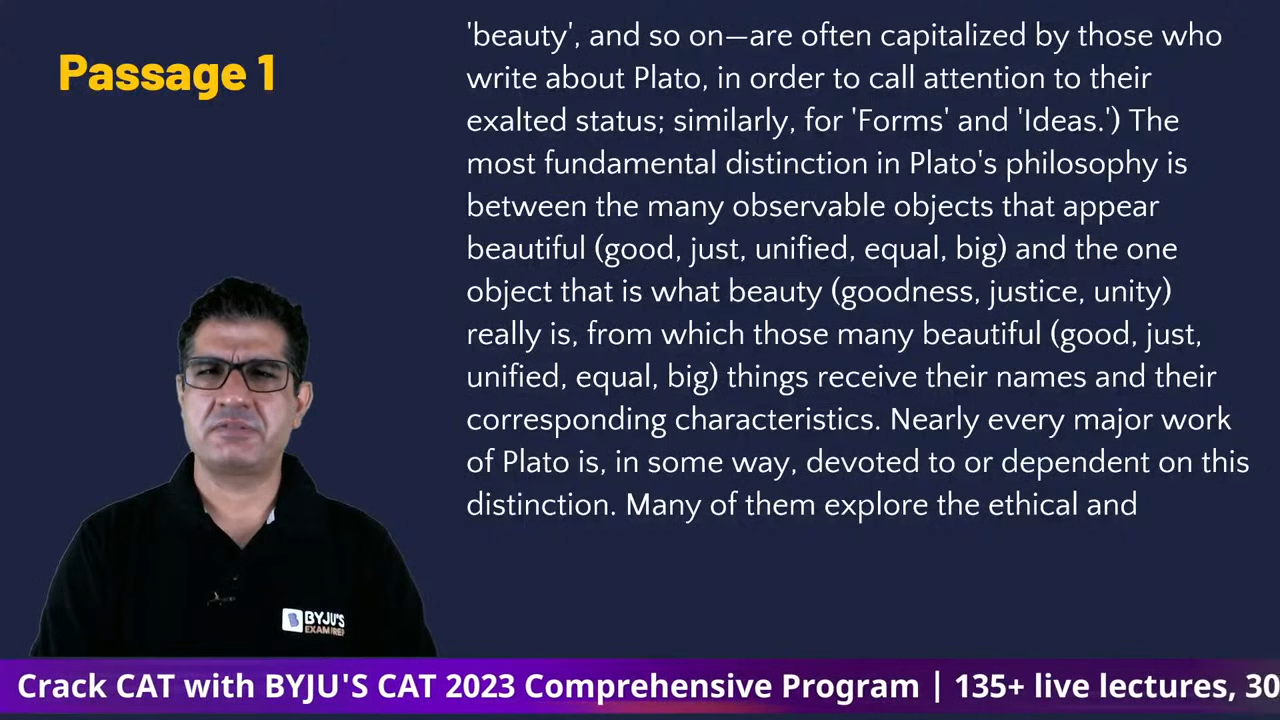 Passage 1
'beauty', and so on—are often capitalized by those who
write about Plato, in order to call attention to their
exalted status; similarly, for 'Forms' and 'Ideas.') The
most fundamental distinction in Plato's philosophy is
between the many observable objects that appear
beautiful (good, just, unified, equal, big) and the one
object that is what beauty (goodness, justice, unity)
really is, from which those many beautiful (good, just,
unified, equal, big) things receive their names and their
corresponding characteristics. Nearly every major work
of Plato is, in some way, devoted to or dependent on this
distinction. Many of them explore the ethical and
BYJU'S
EXAM PREP
Crack CAT with BYJU'S CAT 2023 Comprehensive Program | 135+ live lectures, 30